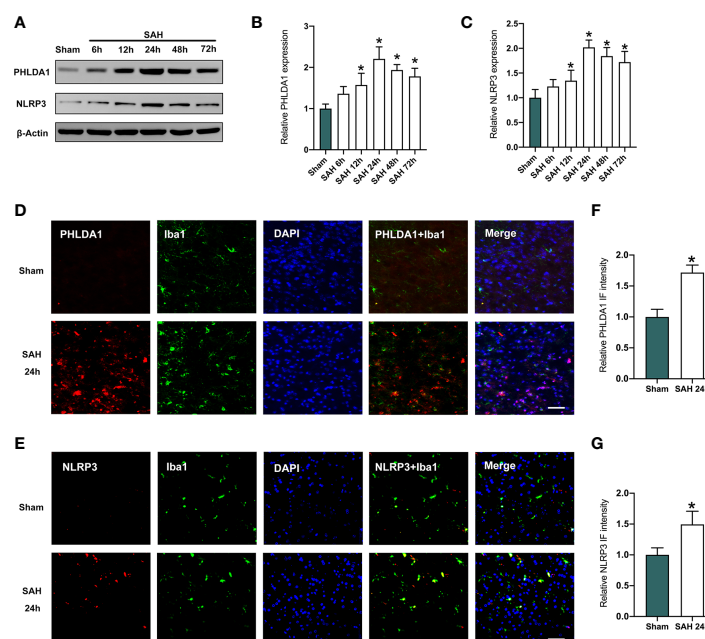 A
SAH
Sham 6h 12h 24h 48h 72h
PHLDA1
NLRP3
β-Actin
B
Relative PHLDA1 expression
3
2
1
0
Sham
SAH 6h
SAH 12h
SAH 24h
SAH 48h
SAH 72h
* * * *
C
Relative NLRP3 expression
2.5
2.0
1.5
1.0
0.5
0.0
Sham
SAH 6h
SAH 12h
SAH 24h
SAH 48h
SAH 72h
* * * *
D
PHLDA1 Iba1 DAPI PHLDA1+Iba1 Merge
Sham
SAH
24h
F
Relative PHLDA1 IF intensity
2.0
1.5
1.0
0.5
0.0
Sham SAH 24
*
E
NLRP3 Iba1 DAPI NLRP3+Iba1 Merge
Sham
SAH
24h
G
Relative NLRP3 IF intensity
2.0
1.5
1.0
0.5
0.0
Sham SAH 24
*